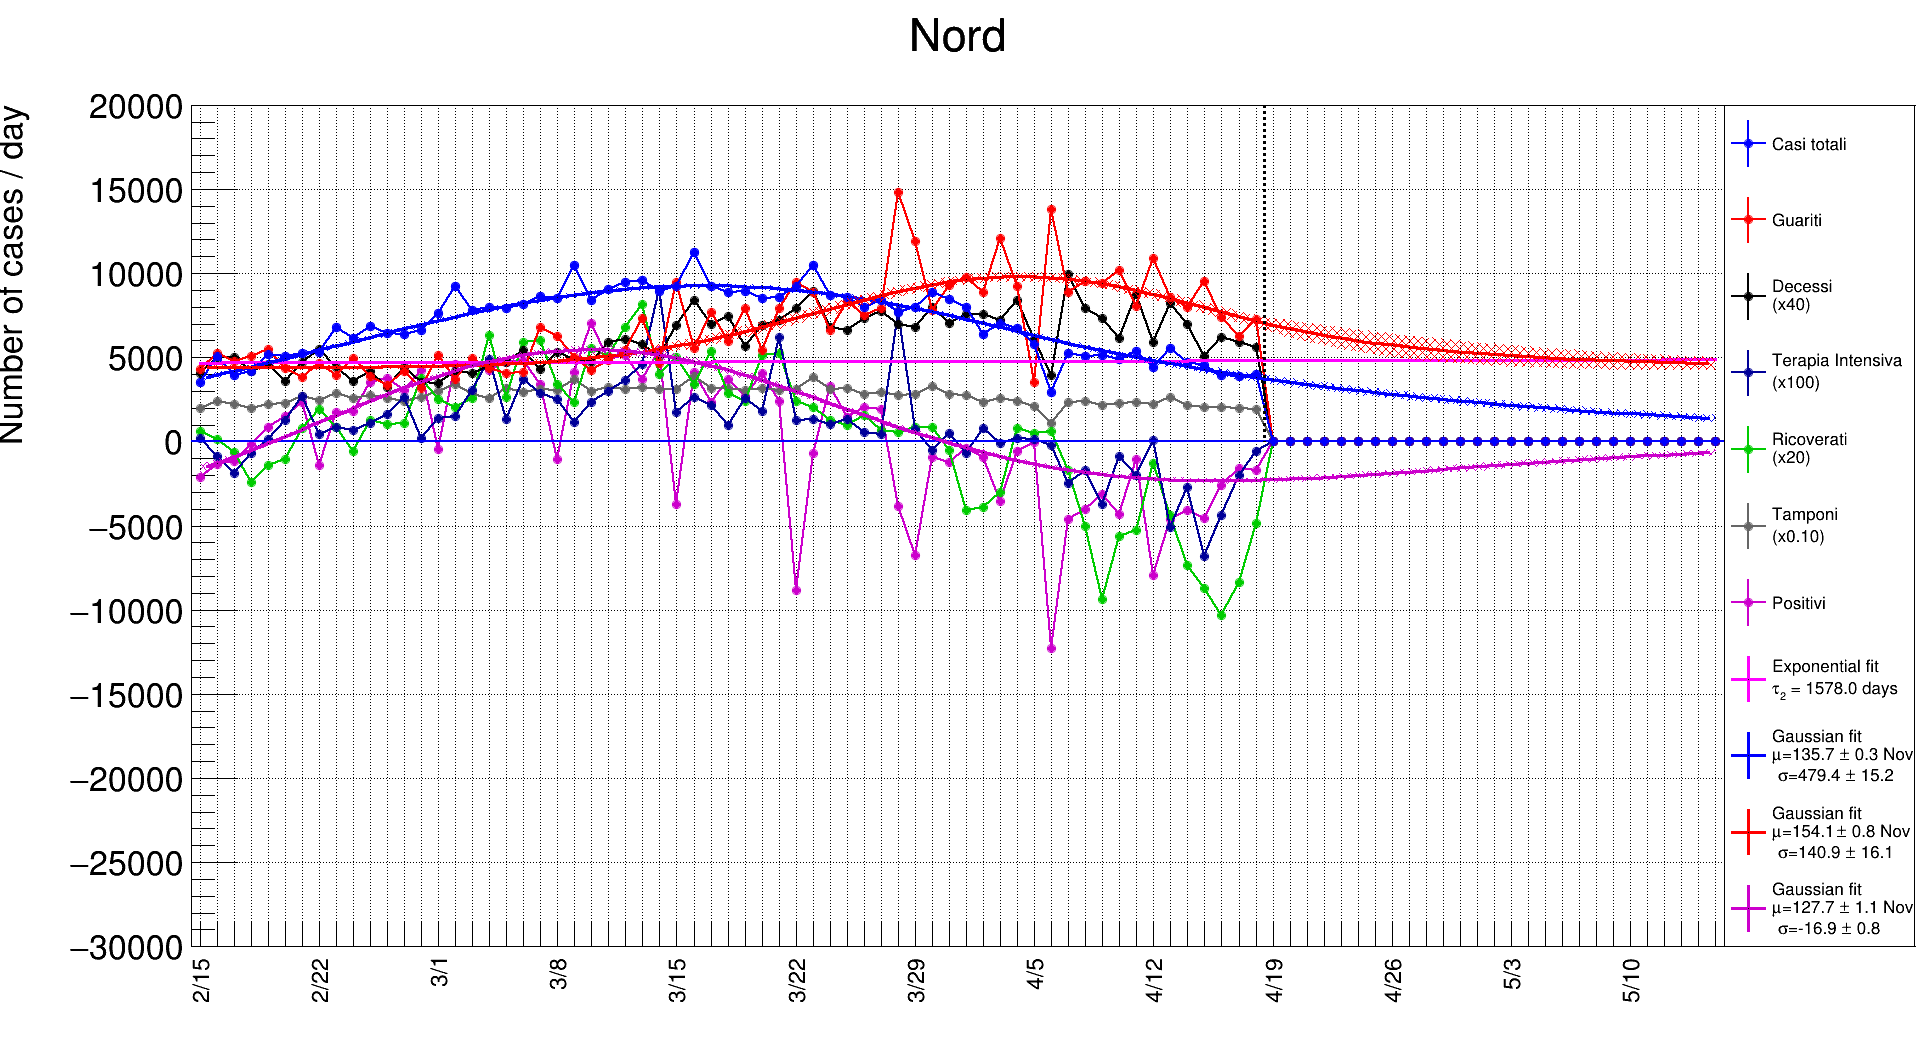 Nord
Number of cases / day
20000
15000
10000
5000
0
−5000
−10000
−15000
−20000
−25000
−30000
2/15
2/22
3/1
3/8
3/15
3/22
3/29
4/5
4/12
4/19
4/26
5/3
5/10
Casi totali
Guariti
Decessi
(x40)
Terapia Intensiva
(x100)
Ricoverati
(x20)
Tamponi
(x0.10)
Positivi
Exponential fit
τ2 = 1578.0 days
Gaussian fit
μ=135.7 ± 0.3 Nov
σ=479.4 ± 15.2
Gaussian fit
μ=154.1 ± 0.8 Nov
σ=140.9 ± 16.1
Gaussian fit
μ=127.7 ± 1.1 Nov
σ=-16.9 ± 0.8